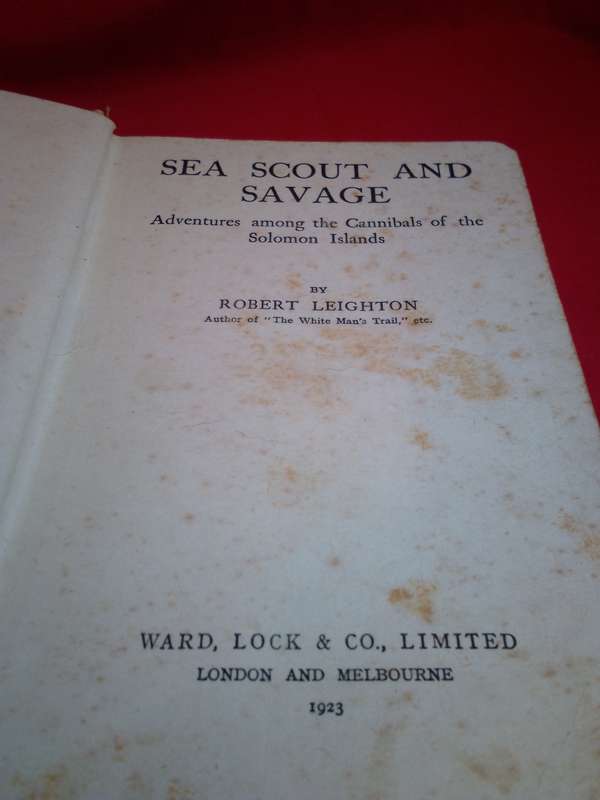 SEA SCOUT AND
SAVAGE
Adventures among the Cannibals of the
Solomon Islands
BY
ROBERT LEIGHTON
Author of "The White Man's Trail," etc.
WARD, LOCK & CO., LIMITED
LONDON AND MELBOURNE
1923